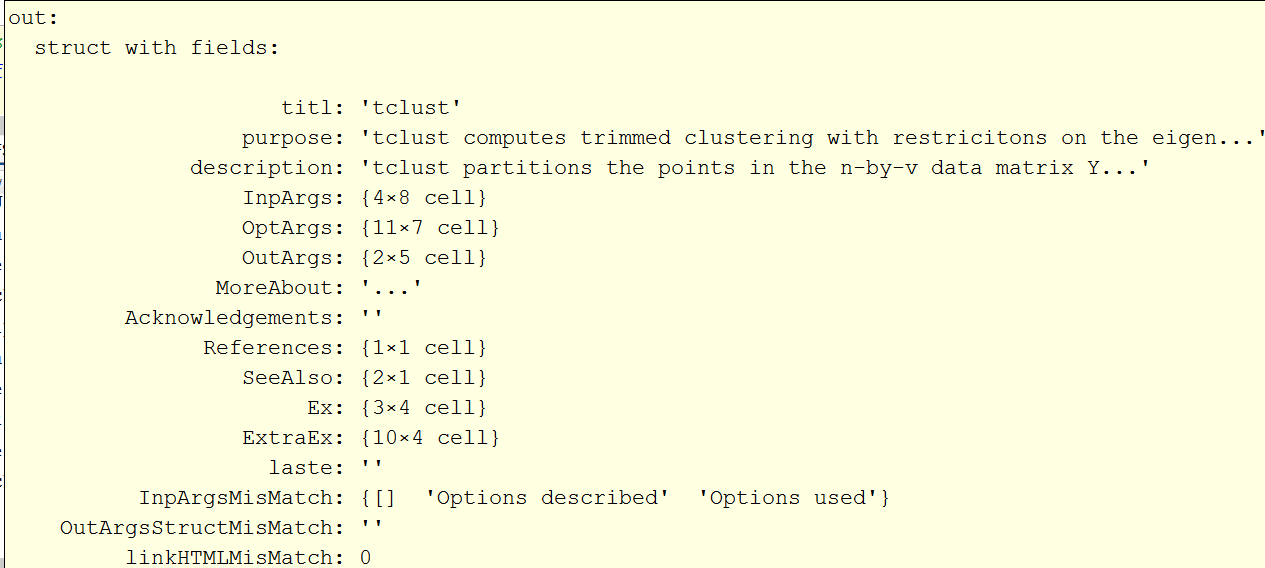 out:
struct with fields:
titl: 'tclust'
purpose: 'tclust computes trimmed clustering with restricitons on the eigen...'
description: 'tclust partitions the points in the n-by-v data matrix Y...'
InpArgs: {4×8 cell}
OptArgs: {11×7 cell}
OutArgs: {2×5 cell}
MoreAbout: '...'
Acknowledgements: ''
References: {1×1 cell}
SeeAlso: {2×1 cell}
Ex: {3×4 cell}
ExtraEx: {10×4 cell}
laste: ''
InpArgsMisMatch: {[]  'Options described'  'Options used'}
OutArgsStructMisMatch: ''
linkHTMLMisMatch: 0